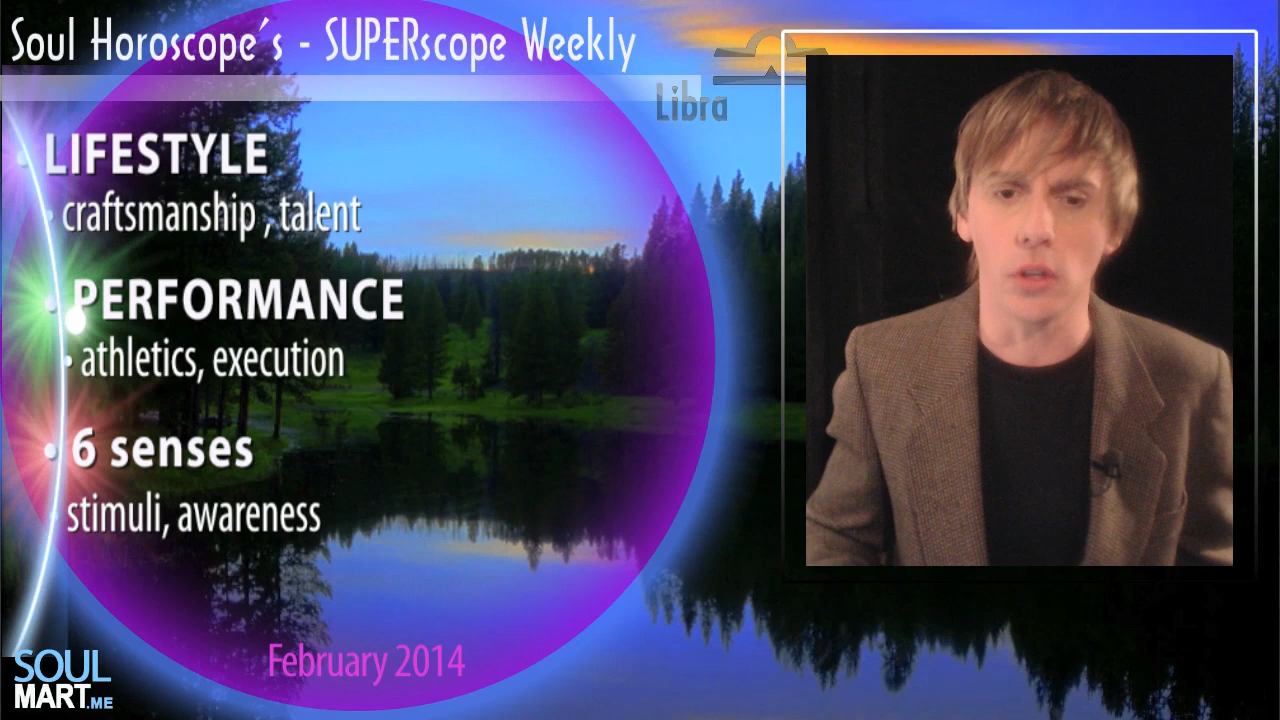 Soul Horoscope's - SUPERscope Weekly
Libra
• LIFESTYLE
• craftsmanship , talent
• PERFORMANCE
• athletics, execution
• 6 senses
stimuli, awareness
February 2014
SOUL
MART.ME